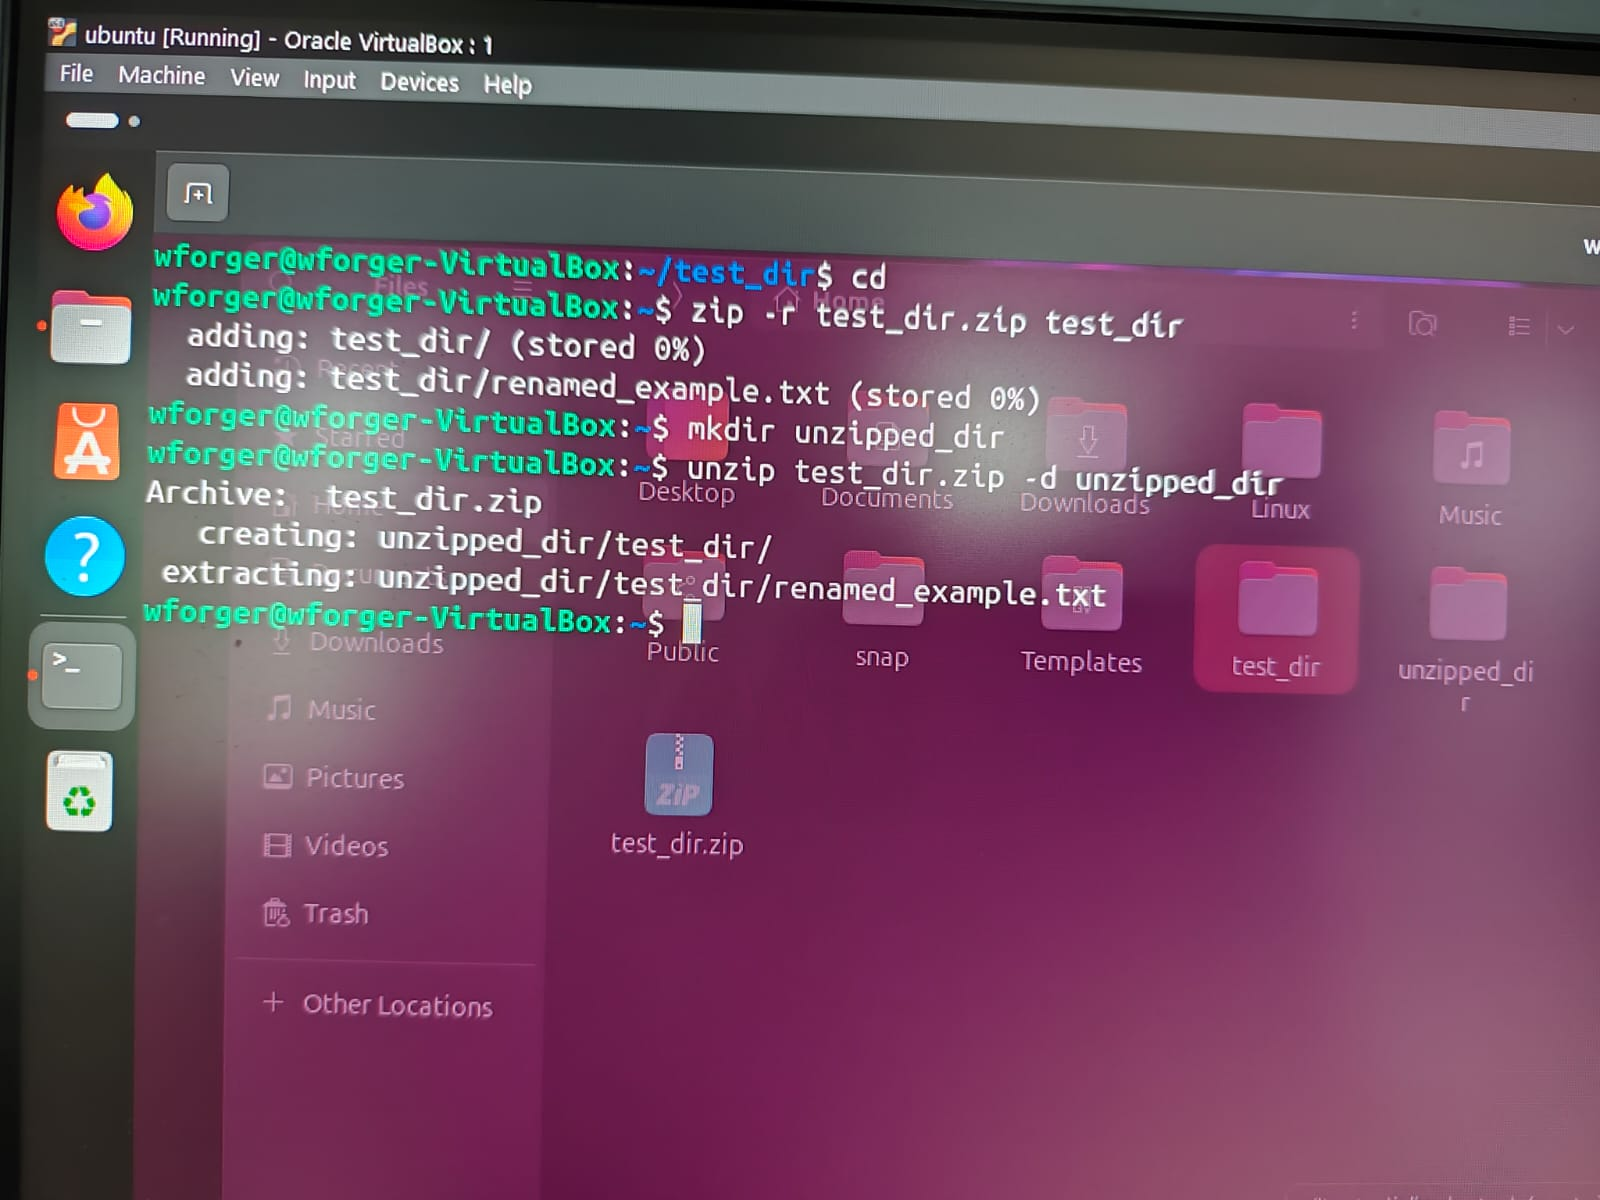 ubuntu [Running] - Oracle VirtualBox : 1
File Machine View Input Devices Help
wforger@wforger-VirtualBox:~/test_dir$ cd
wforger@wforger-VirtualBox:~$ zip -r test_dir.zip test_dir
adding: test_dir/ (stored 0%)
adding: test_dir/renamed_example.txt (stored 0%)
wforger@wforger-VirtualBox:~$ mkdir unzipped_dir
wforger@wforger-VirtualBox:~$ unzip test_dir.zip -d unzipped_dir
Archive: test_dir.zip
creating: unzipped_dir/test_dir/
extracting: unzipped_dir/test_dir/renamed_example.txt
wforger@wforger-VirtualBox:~$
Files
Home
Starred
Downloads
Music
Pictures
Videos
Trash
+ Other Locations
Desktop Documents Downloads Linux Music
Public snap Templates test_dir unzipped_di
r
ZIP
test_dir.zip